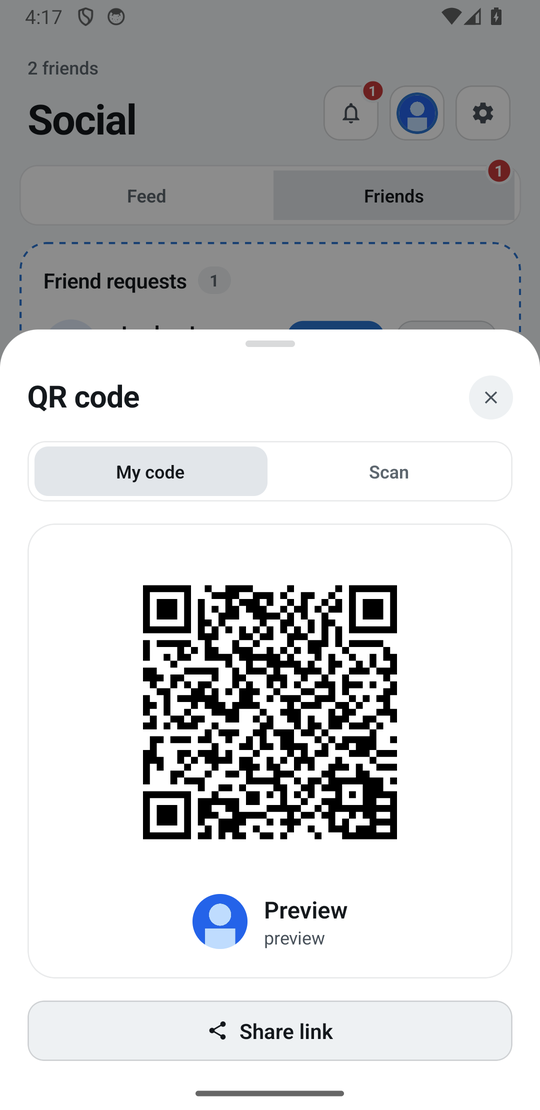 4:17
2 friends
Social
1
1
Feed
Friends
Friend requests 1
QR code
My code
Scan
Preview
preview
Share link